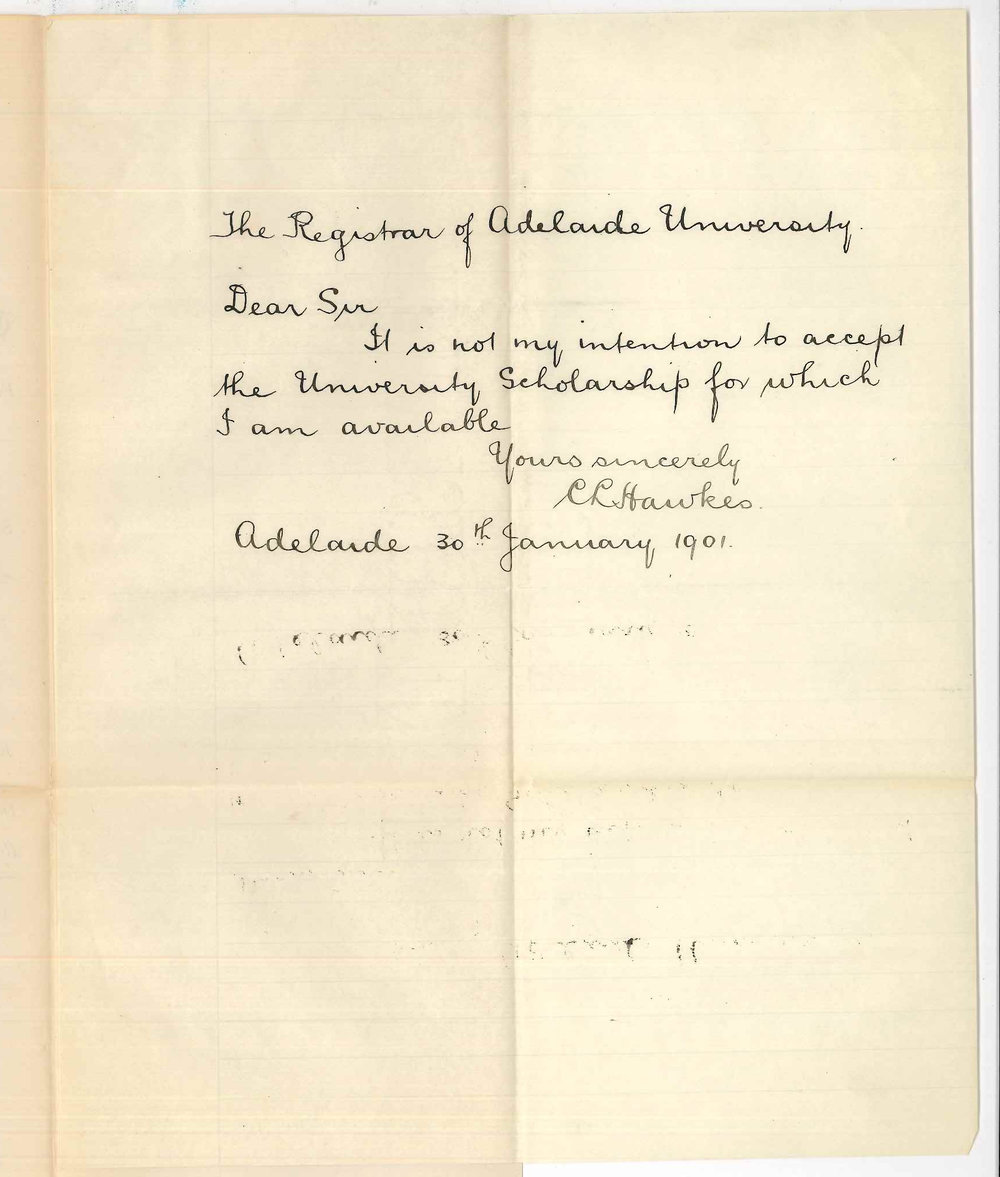 The Registrar of Adelaide University.
Dear Sir
It is not my intention to accept
the University Scholarship for which
I am available
Yours sincerely
C L Hawkes.
Adelaide 30th January 1901.